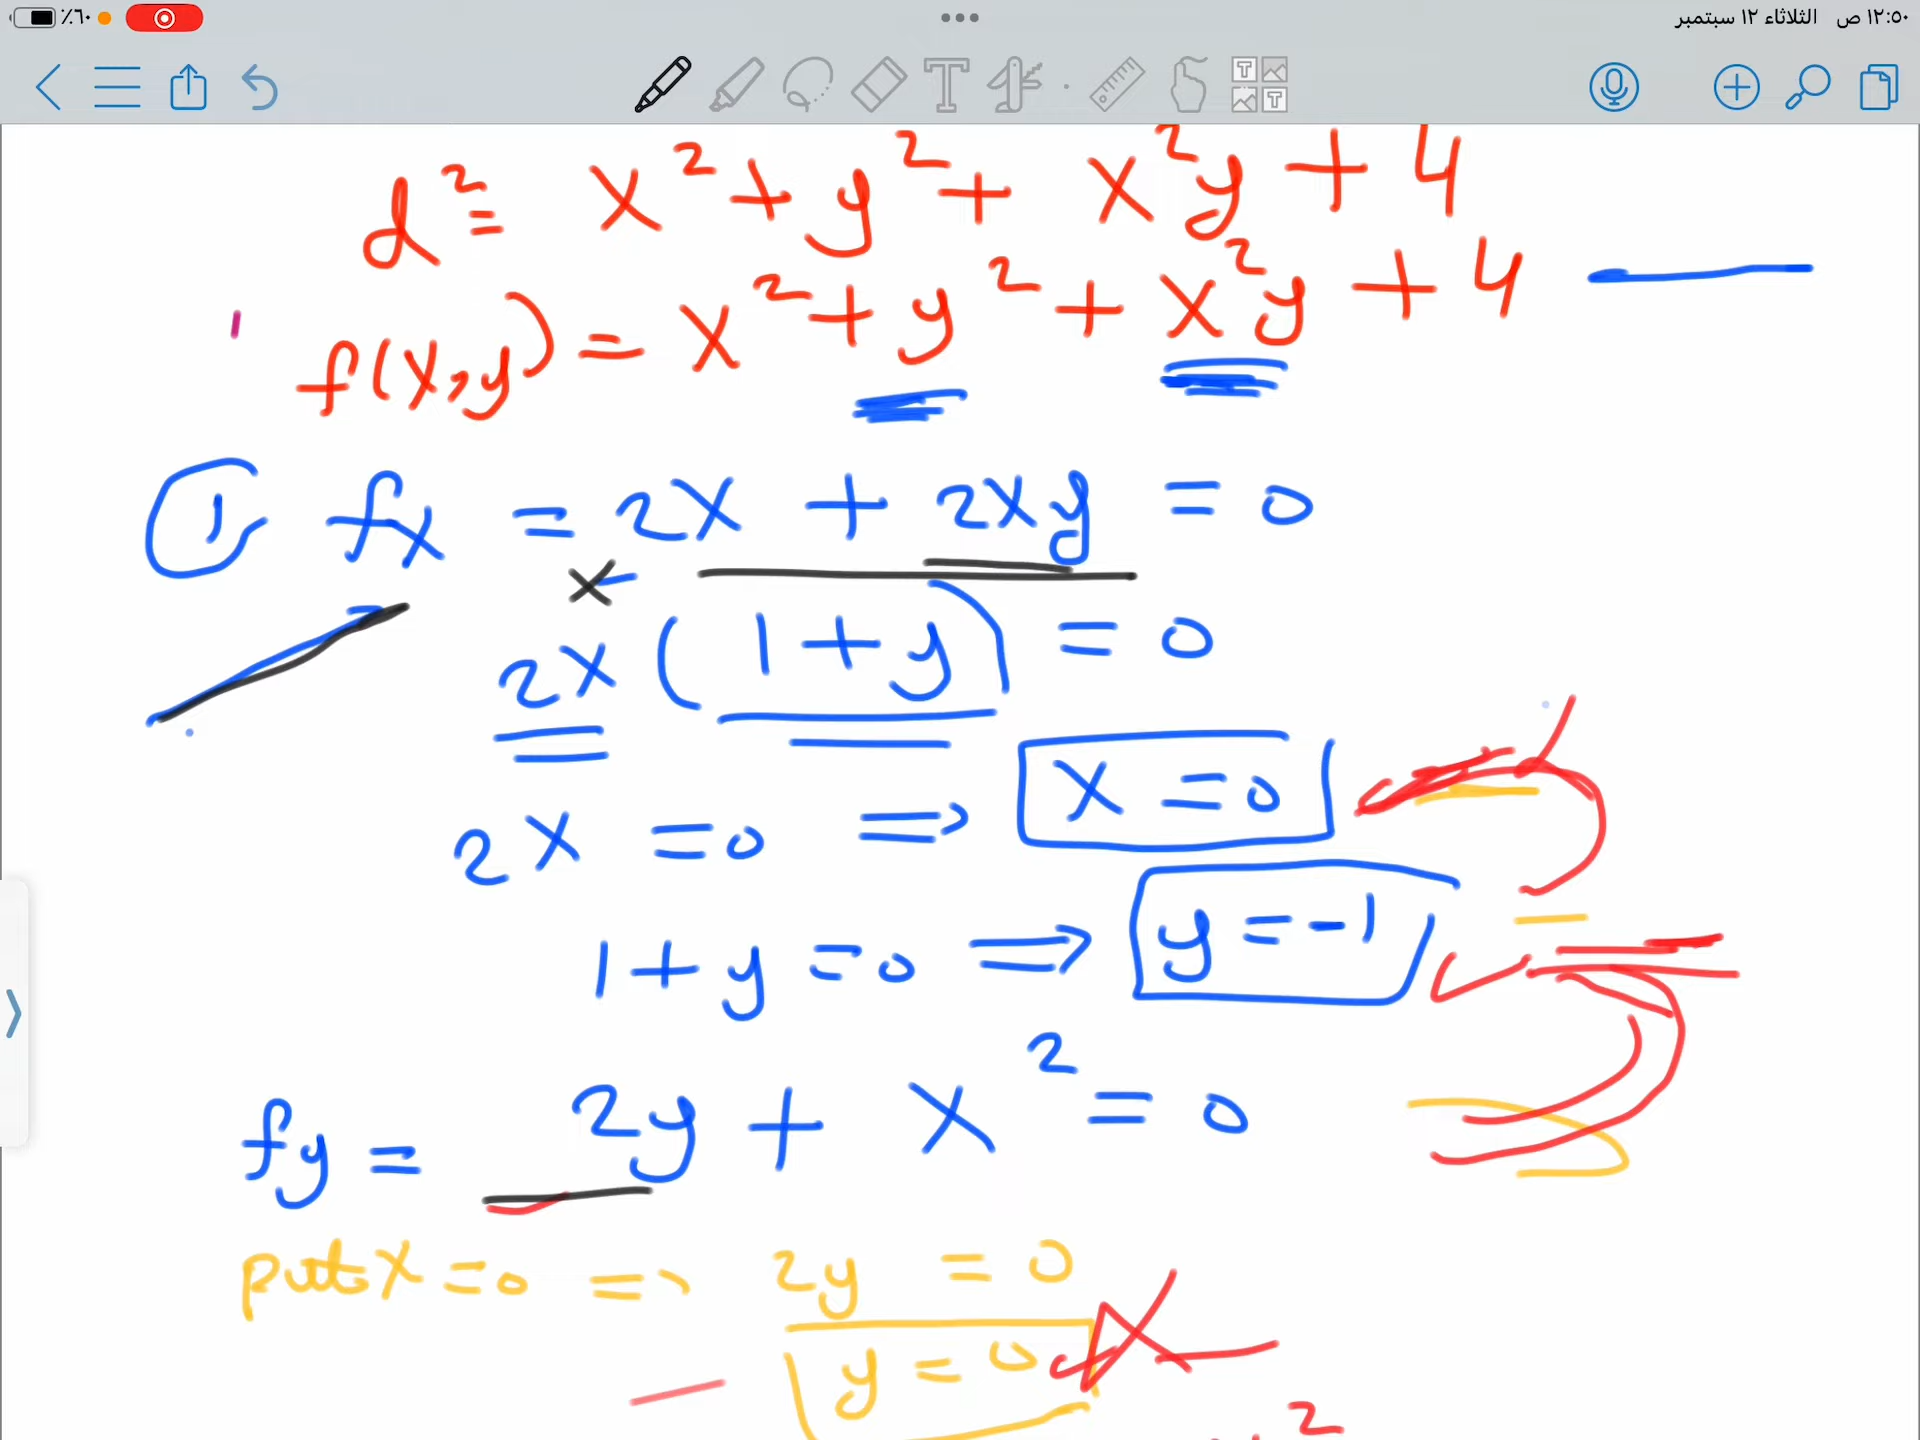 ٪٦٠
١٢:٥٠ ص الثلاثاء ١٢ سبتمبر
d² = x² + y² + x²y + 4
f(x,y) = x² + y² + x²y + 4
① fx = 2x + 2xy = 0
x
2x (1+y) = 0
2x = 0 ⇒ x = 0
1+y = 0 ⇒ y = -1
fy = 2y + x² = 0
put x = 0 ⇒ 2y = 0
y = 0
2